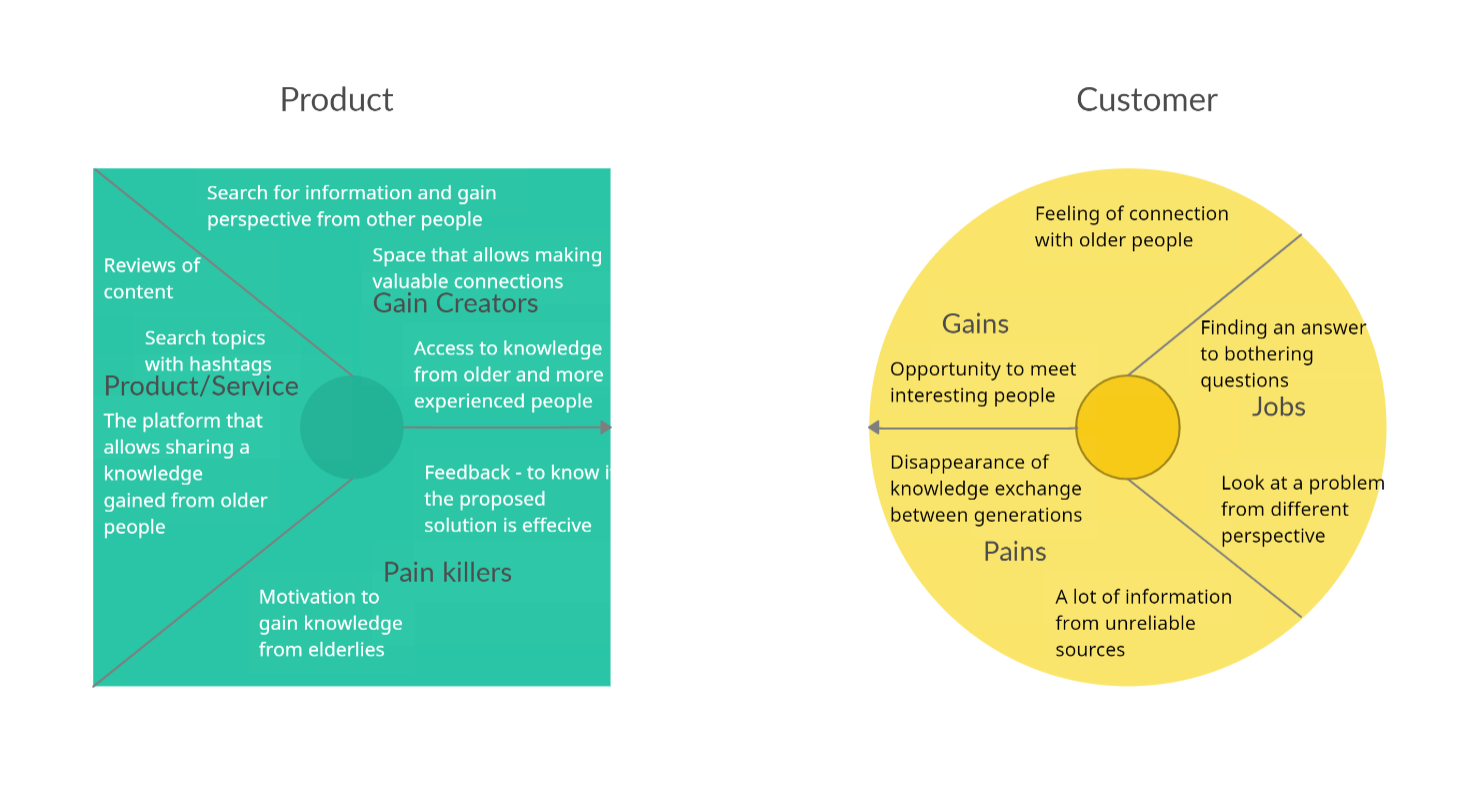 Product
Search for information and gain
perspective from other people
Reviews of
content
Space that allows making
valuable connections
Gain Creators
Search topics
with hashtags
Product/Service
Access to knowledge
from older and more
experienced people
The platform that
allows sharing a
knowledge
gained from older
people
Feedback - to know i
the proposed
solution is effecive
Pain killers
Motivation to
gain knowledge
from elderlies
Customer
Feeling of connection
with older people
Gains
Opportunity to meet
interesting people
Finding an answer
to bothering
questions
Jobs
Look at a problem
from different
perspective
Disappearance of
knowledge exchange
between generations
Pains
A lot of information
from unreliable
sources